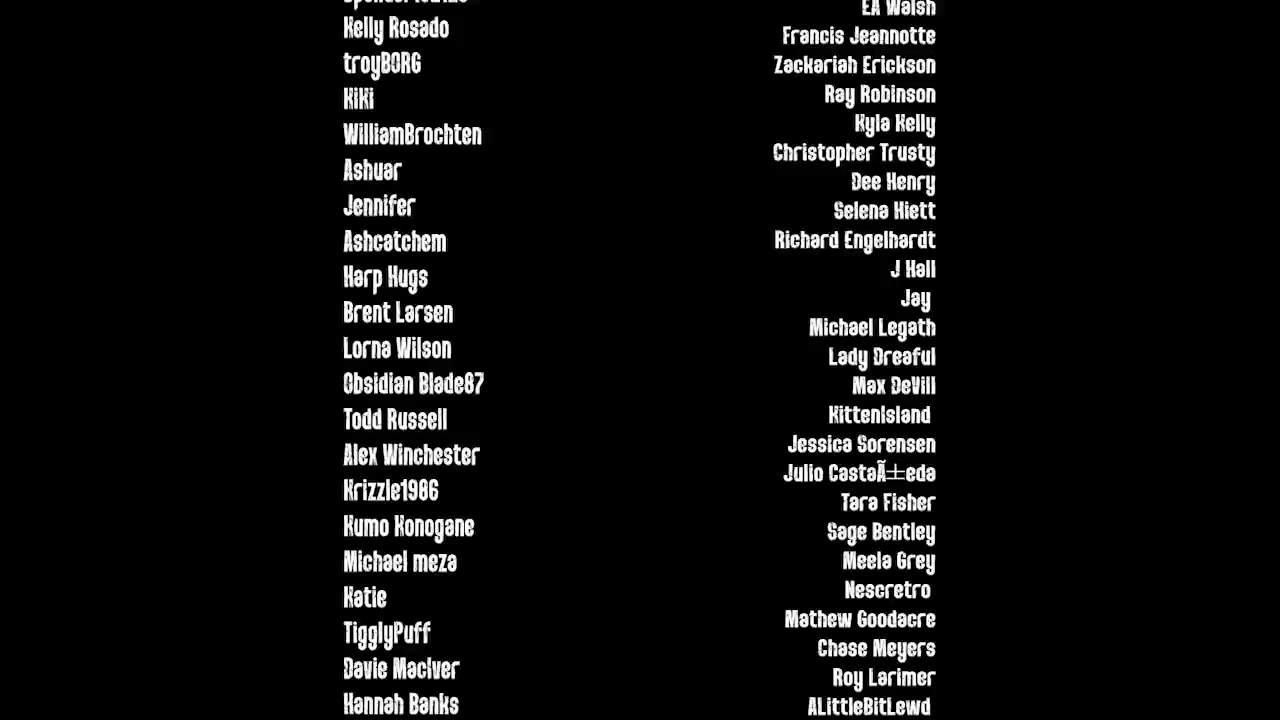 Kelly Rosado
troyBORG
KiKi
WilliamBrochten
Ashuar
Jennifer
Ashcatchem
Harp Hugs
Brent Larsen
Lorna Wilson
Obsidian Blade87
Todd Russell
Alex Winchester
Krizzle1986
Kumo Konogane
Michael meza
Katie
TigglyPuff
Davie MacIver
Hannah Banks
EA Walsh
Francis Jeannotte
Zackariah Erickson
Ray Robinson
Kyla Kelly
Christopher Trusty
Dee Henry
Selena Hiett
Richard Engelhardt
J Hall
Jay
Michael Legath
Lady Dreaful
Max DeVill
KittenIsland
Jessica Sorensen
Julio CastaÃ±eda
Tara Fisher
Sage Bentley
Meela Grey
Nescretro
Mathew Goodacre
Chase Meyers
Roy Larimer
ALittleBitLewd